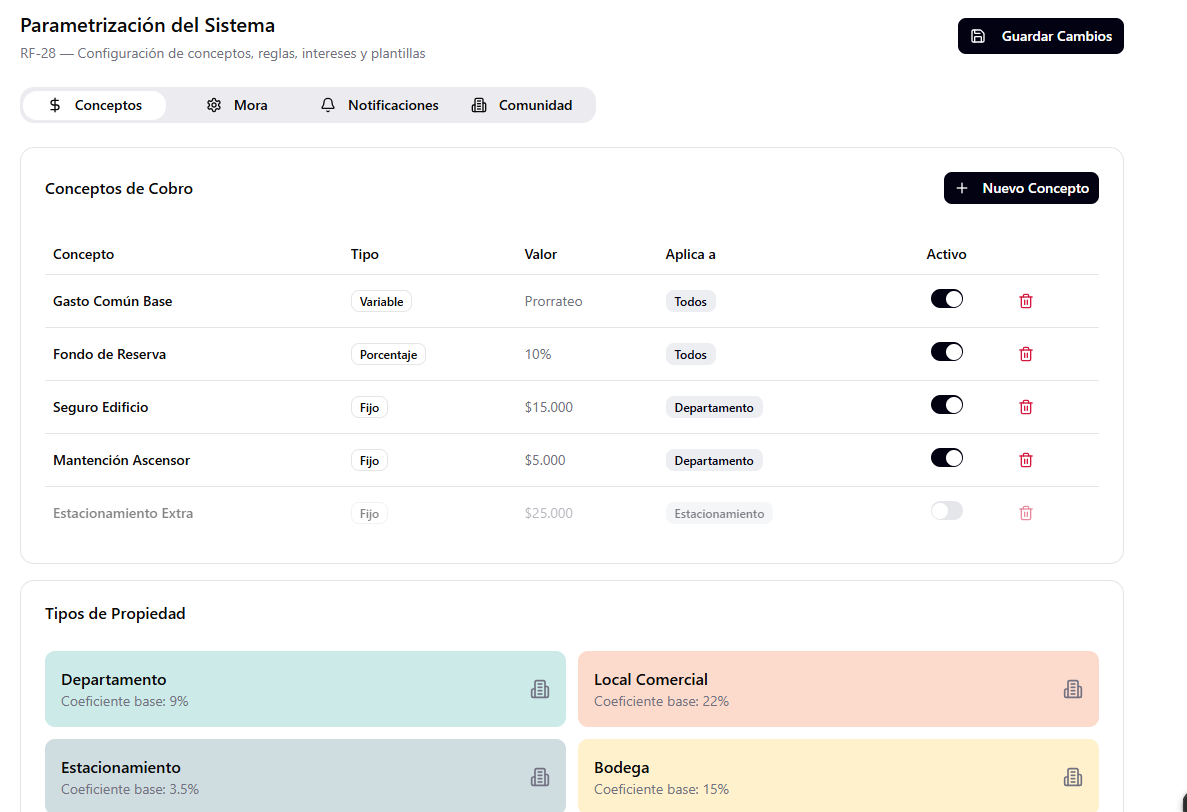 Parametrización del Sistema
Guardar Cambios
RF-28 — Configuración de conceptos, reglas, intereses y plantillas
Conceptos Mora Notificaciones Comunidad
Conceptos de Cobro
Nuevo Concepto
Concepto Tipo Valor Aplica a Activo
Gasto Común Base Variable Prorrateo Todos
Fondo de Reserva Porcentaje 10% Todos
Seguro Edificio Fijo $15.000 Departamento
Mantención Ascensor Fijo $5.000 Departamento
Estacionamiento Extra Fijo $25.000 Estacionamiento
Tipos de Propiedad
Departamento
Coeficiente base: 9%
Local Comercial
Coeficiente base: 22%
Estacionamiento
Coeficiente base: 3.5%
Bodega
Coeficiente base: 15%